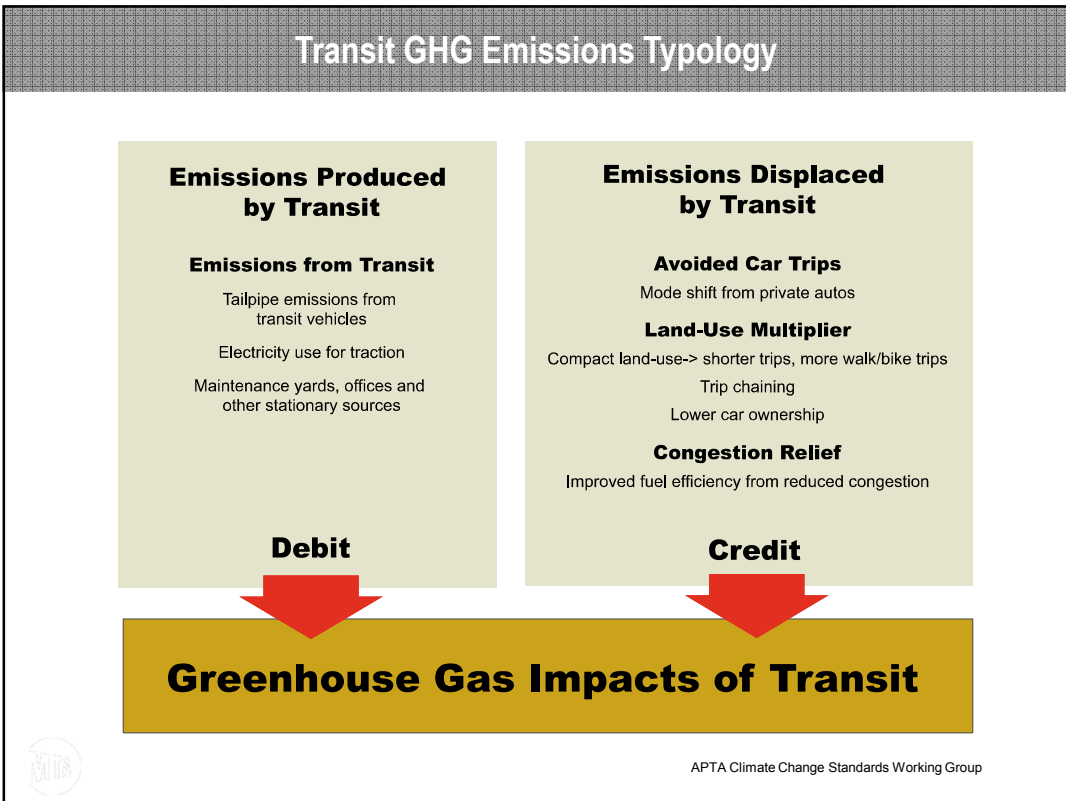 Transit GHG Emissions Typology
Emissions Produced
by Transit
Emissions from Transit
Tailpipe emissions from
transit vehicles
Electricity use for traction
Maintenance yards, offices and
other stationary sources
Debit
Emissions Displaced
by Transit
Avoided Car Trips
Mode shift from private autos
Land-Use Multiplier
Compact land-use-> shorter trips, more walk/bike trips
Trip chaining
Lower car ownership
Congestion Relief
Improved fuel efficiency from reduced congestion
Credit
Greenhouse Gas Impacts of Transit
MTA
APTA Climate Change Standards Working Group